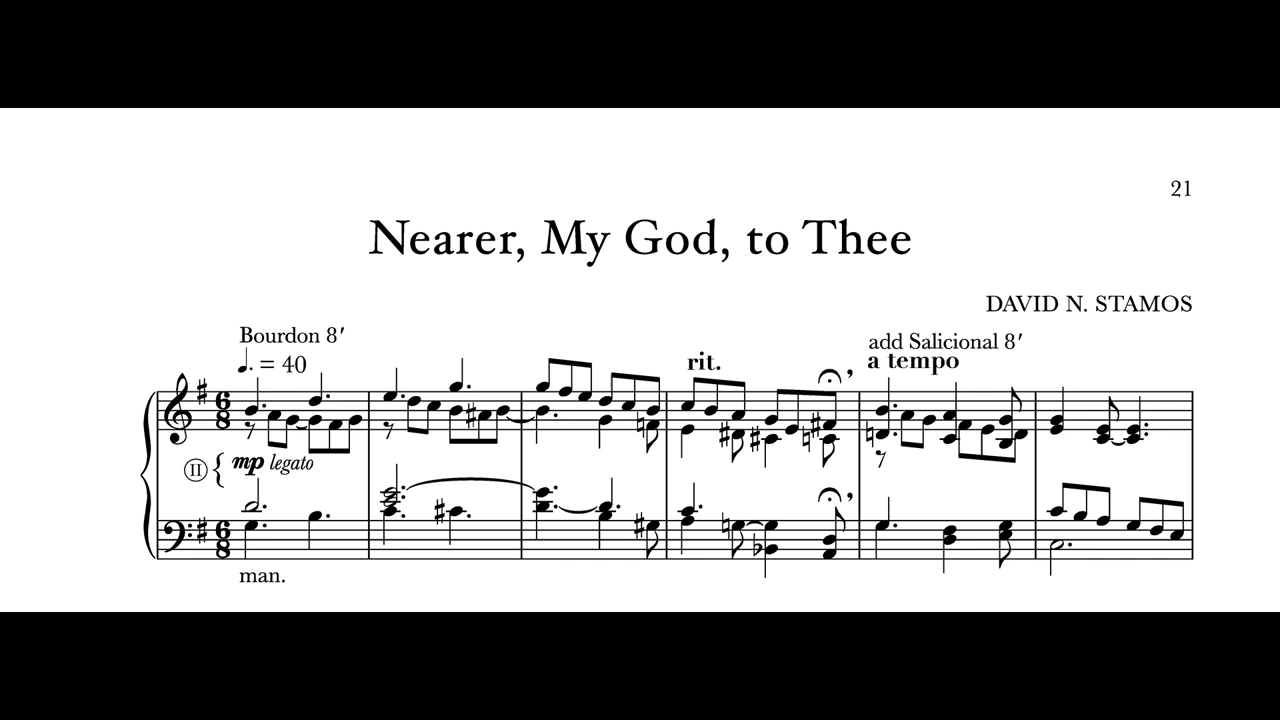 21
Nearer, My God, to Thee
DAVID N. STAMOS
Bourdon 8′
♩. = 40
rit.
add Salicional 8′
a tempo
6
8
II
mp legato
6
8
man.